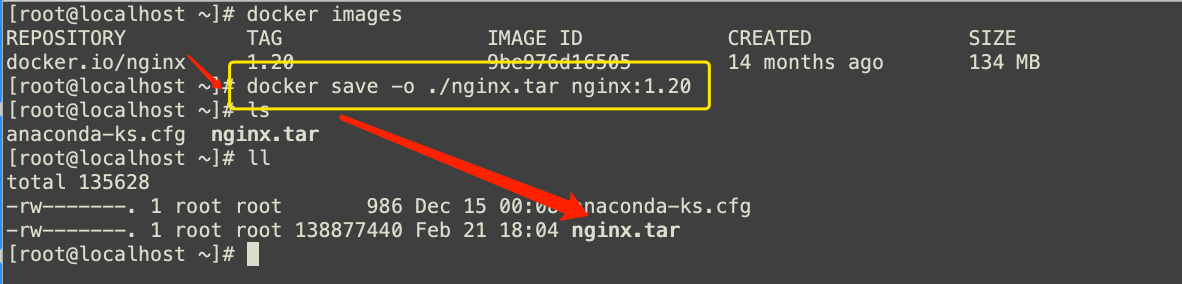 [root@localhost ~]# docker images
REPOSITORY TAG IMAGE ID CREATED SIZE
docker.io/nginx 1.20 9be976d16505 14 months ago 134 MB
[root@localhost ~]# docker save -o ./nginx.tar nginx:1.20
[root@localhost ~]# ls
anaconda-ks.cfg nginx.tar
[root@localhost ~]# ll
total 135628
-rw-------. 1 root root 986 Dec 15 00:08 anaconda-ks.cfg
-rw-------. 1 root root 138877440 Feb 21 18:04 nginx.tar
[root@localhost ~]#